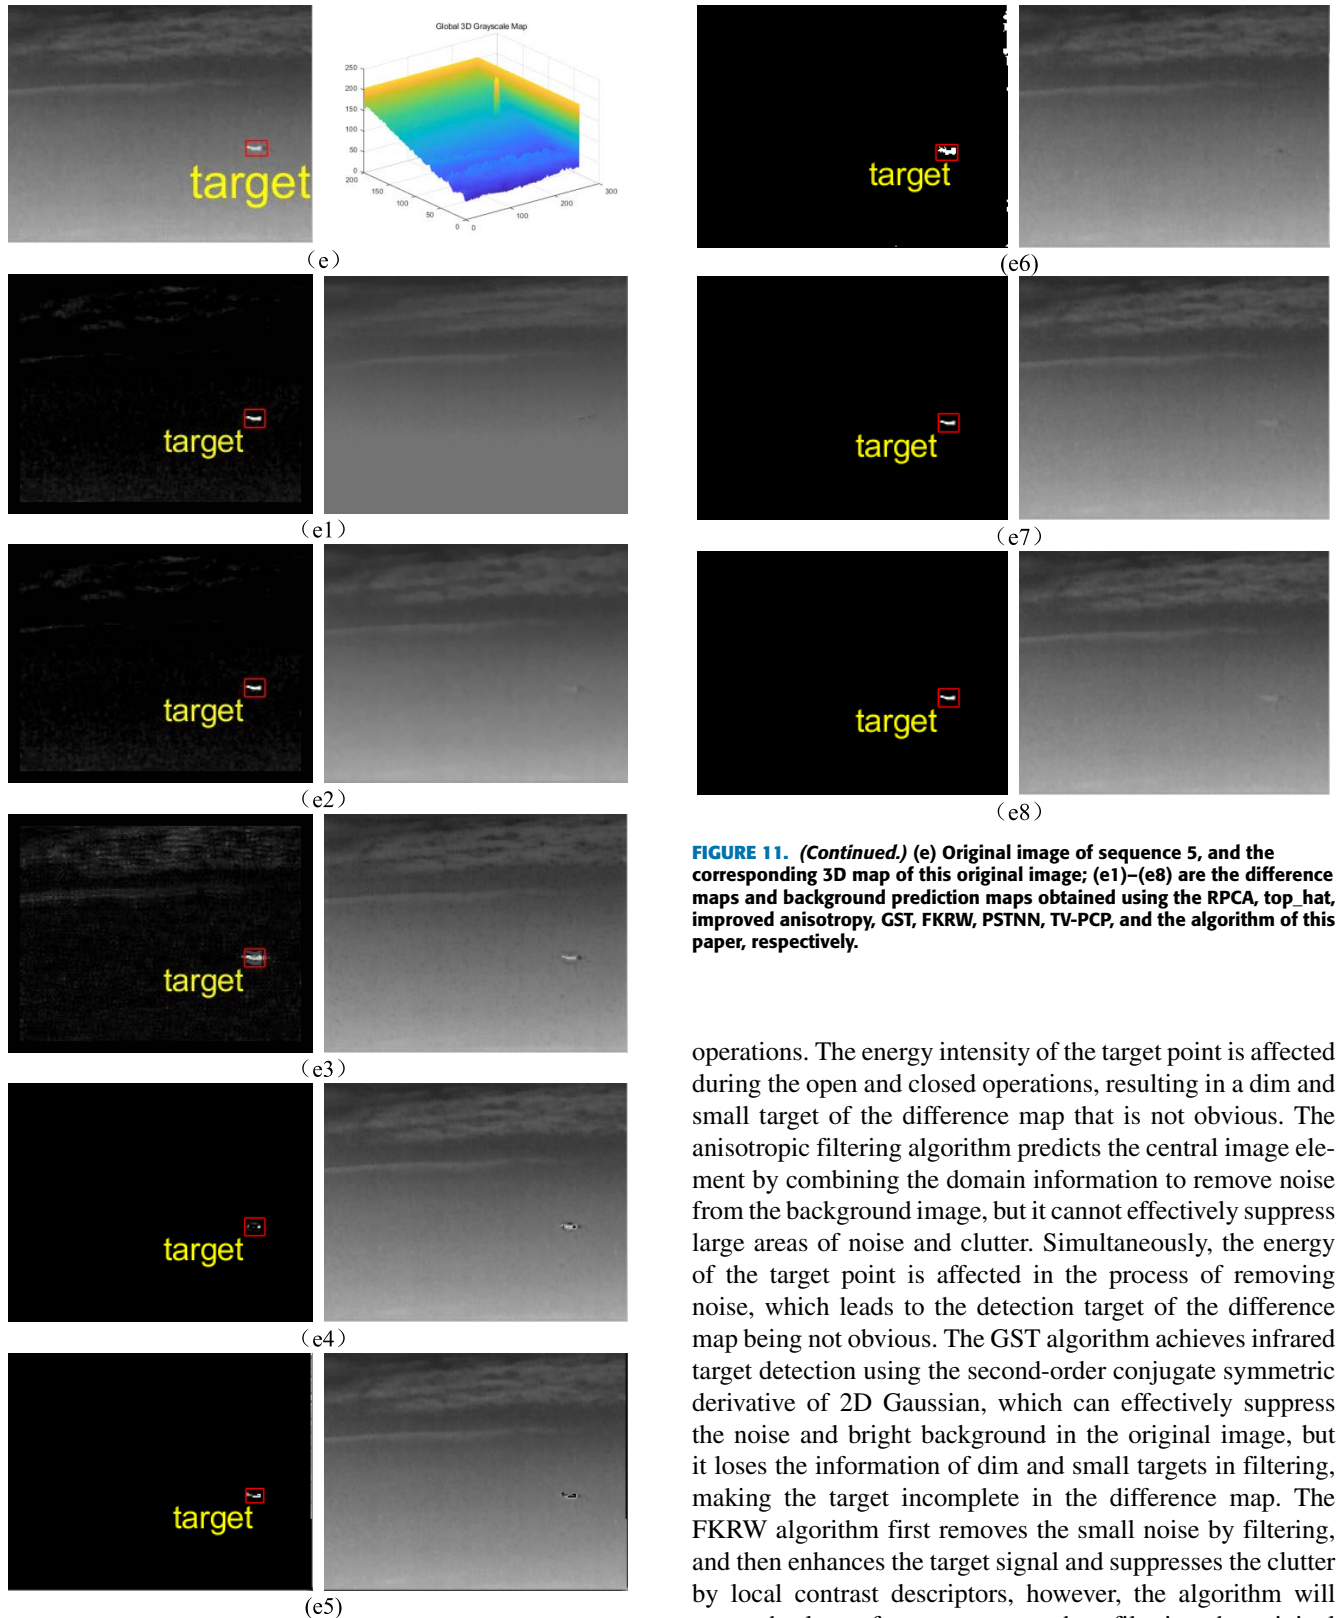 Global 3D Grayscale Map
250
200
150
100
50
0
200
150
100
50
0
0
100
200
300
target
（e）
target
（e1）
target
（e2）
target
（e3）
target
（e4）
target
(e5)
target
(e6)
target
（e7）
target
（e8）
FIGURE 11. (Continued.) (e) Original image of sequence 5, and the
corresponding 3D map of this original image; (e1)–(e8) are the difference
maps and background prediction maps obtained using the RPCA, top_hat,
improved anisotropy, GST, FKRW, PSTNN, TV-PCP, and the algorithm of this
paper, respectively.
operations. The energy intensity of the target point is affected
during the open and closed operations, resulting in a dim and
small target of the difference map that is not obvious. The
anisotropic filtering algorithm predicts the central image ele-
ment by combining the domain information to remove noise
from the background image, but it cannot effectively suppress
large areas of noise and clutter. Simultaneously, the energy
of the target point is affected in the process of removing
noise, which leads to the detection target of the difference
map being not obvious. The GST algorithm achieves infrared
target detection using the second-order conjugate symmetric
derivative of 2D Gaussian, which can effectively suppress
the noise and bright background in the original image, but
it loses the information of dim and small targets in filtering,
making the target incomplete in the difference map. The
FKRW algorithm first removes the small noise by filtering,
and then enhances the target signal and suppresses the clutter
by local contrast descriptors, however, the algorithm will